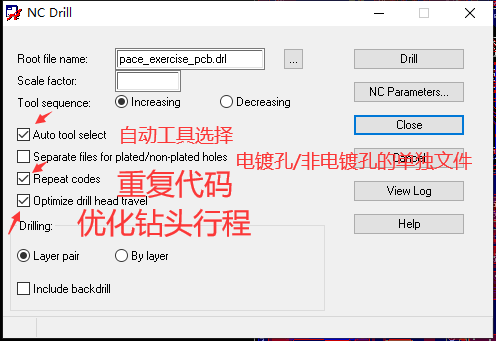 NC Drill
Root file name: pace_exercise_pcb.drl ... Drill
Scale factor: NC Parameters...
Tool sequence: Increasing Decreasing
Close
Auto tool select 自动工具选择
Separate files for plated/non-plated holes 电镀孔/非电镀孔的单独文件 Cancel
Repeat codes 重复代码 View Log
Optimize drill head travel 优化钻头行程
Help
Drilling:
Layer pair By layer
Include backdrill